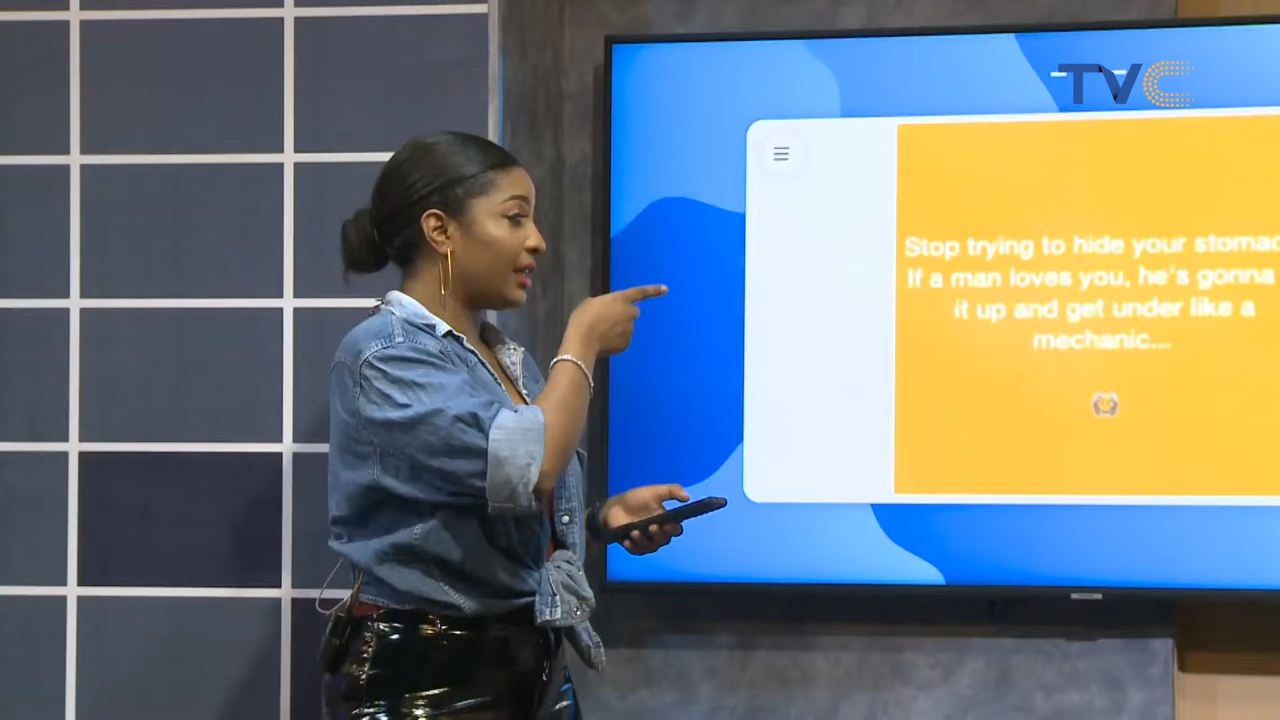 TVC
Stop trying to hide your stomac
If a man loves you, he's gonna
it up and get under like a
mechanic...